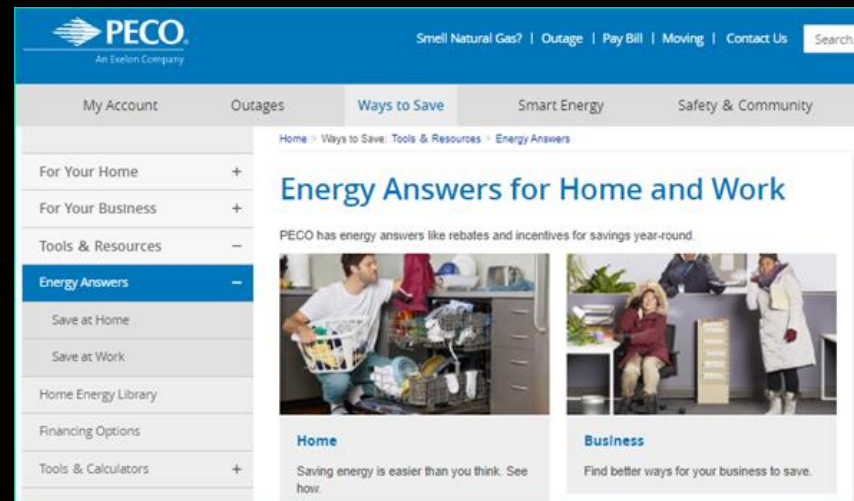 PECO
An Exelon Company
Smell Natural Gas? | Outage | Pay Bill | Moving | Contact Us
Search
My Account Outages Ways to Save Smart Energy Safety & Community
Home > Ways to Save: Tools & Resources > Energy Answers
For Your Home +
For Your Business +
Tools & Resources −
Energy Answers −
Save at Home
Save at Work
Home Energy Library
Financing Options
Tools & Calculators +
Energy Answers for Home and Work
PECO has energy answers like rebates and incentives for savings year-round.
Home
Saving energy is easier than you think. See
how.
Business
Find better ways for your business to save.